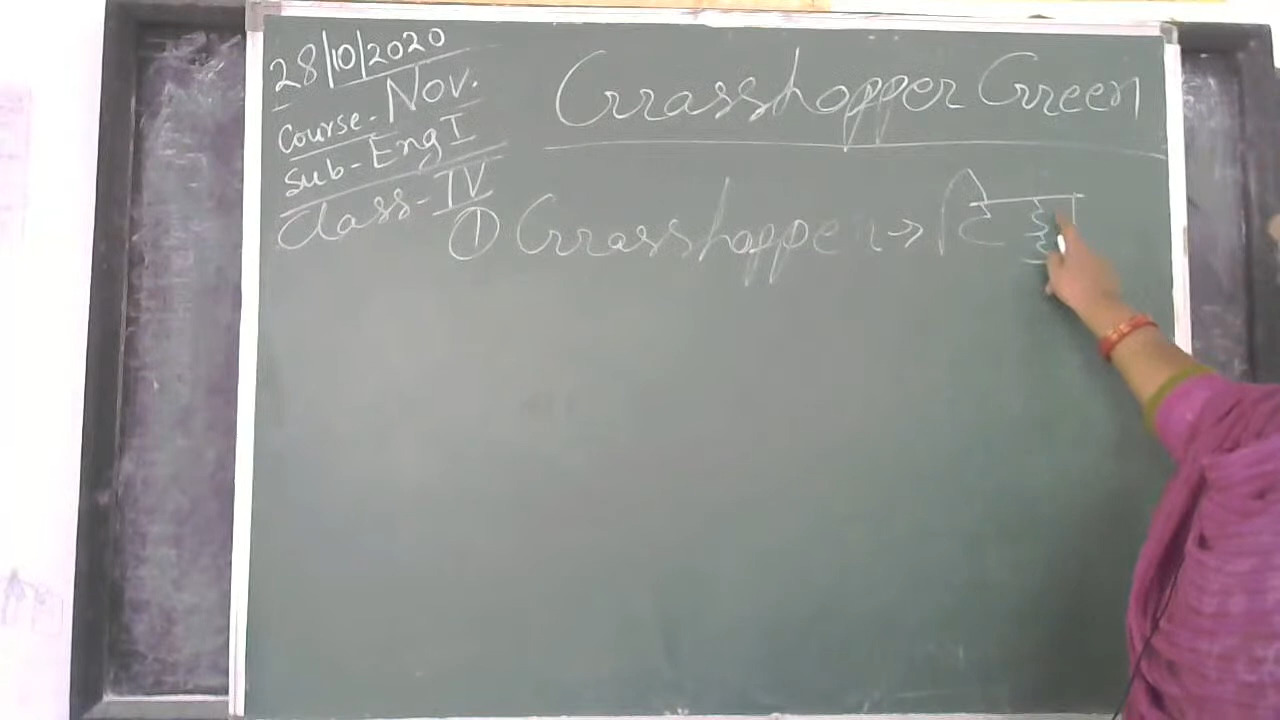 28/10/2020
Course - Nov.
Sub - Eng I
Class - IV
Grasshopper Green
① Grasshopper →